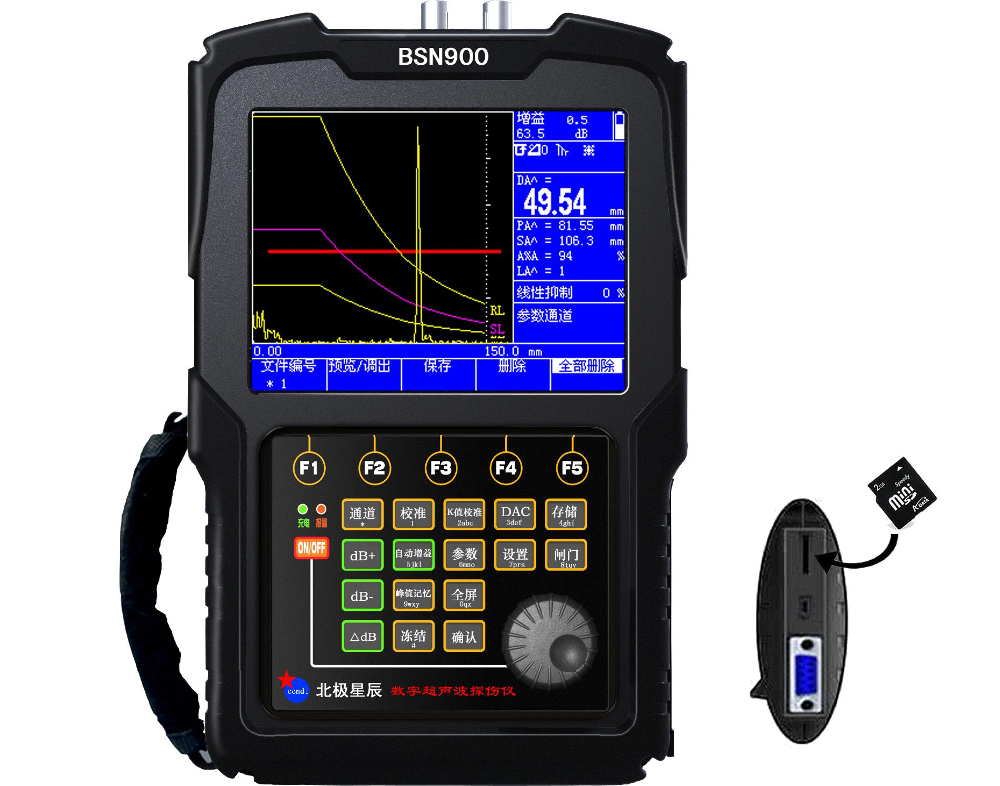 BSN900
增益 0.5
63.5 dB
0
DA^ =
49.54 mm
PA^ = 81.55 mm
SA^ = 106.3 mm
A%A = 94 %
LA^ = 1
线性抑制 0 %
参数通道
RL
SL
0.00 150.0 mm
文件编号 预览/调出 保存 删除 全部删除
* 1
F1 F2 F3 F4 F5
充电 报警
ON/OFF
通道 校准 K值校准 DAC 存储
* 1 2abc 3def 4ghi
dB+ 自动增益 参数 设置 闸门
5jkl 6mno 7prs 8tuv
dB- 峰值记忆 全屏
9wxy 0qz
△dB 冻结 确认
#
ccndt 北极星辰 数字超声波探伤仪
2GB
Speedy
mini
SD
ADATA